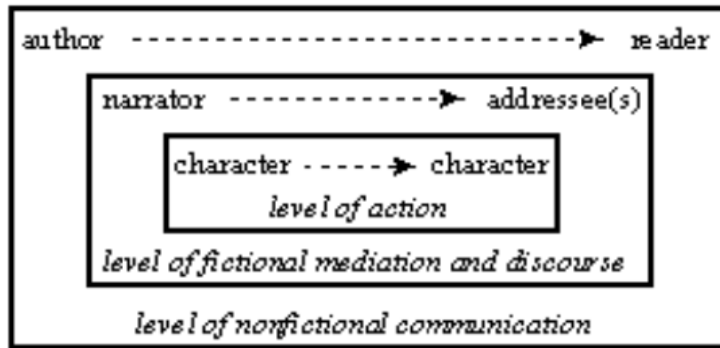 author reader
narrator addressee(s)
character character
level of action
level of fictional mediation and discourse
level of nonfictional communication